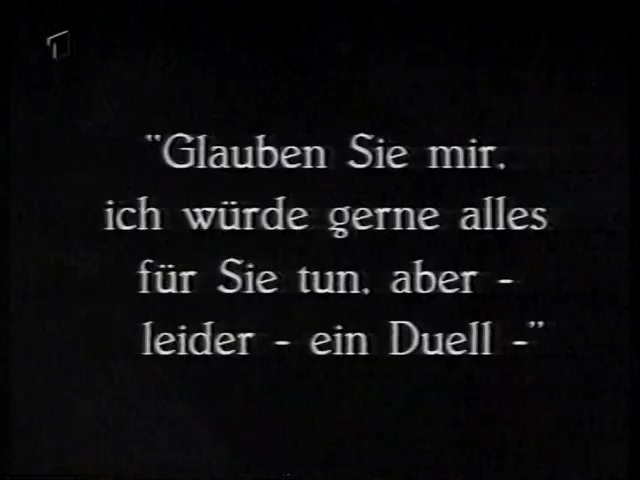 "Glauben Sie mir,
ich würde gerne alles
für Sie tun, aber -
leider - ein Duell -"